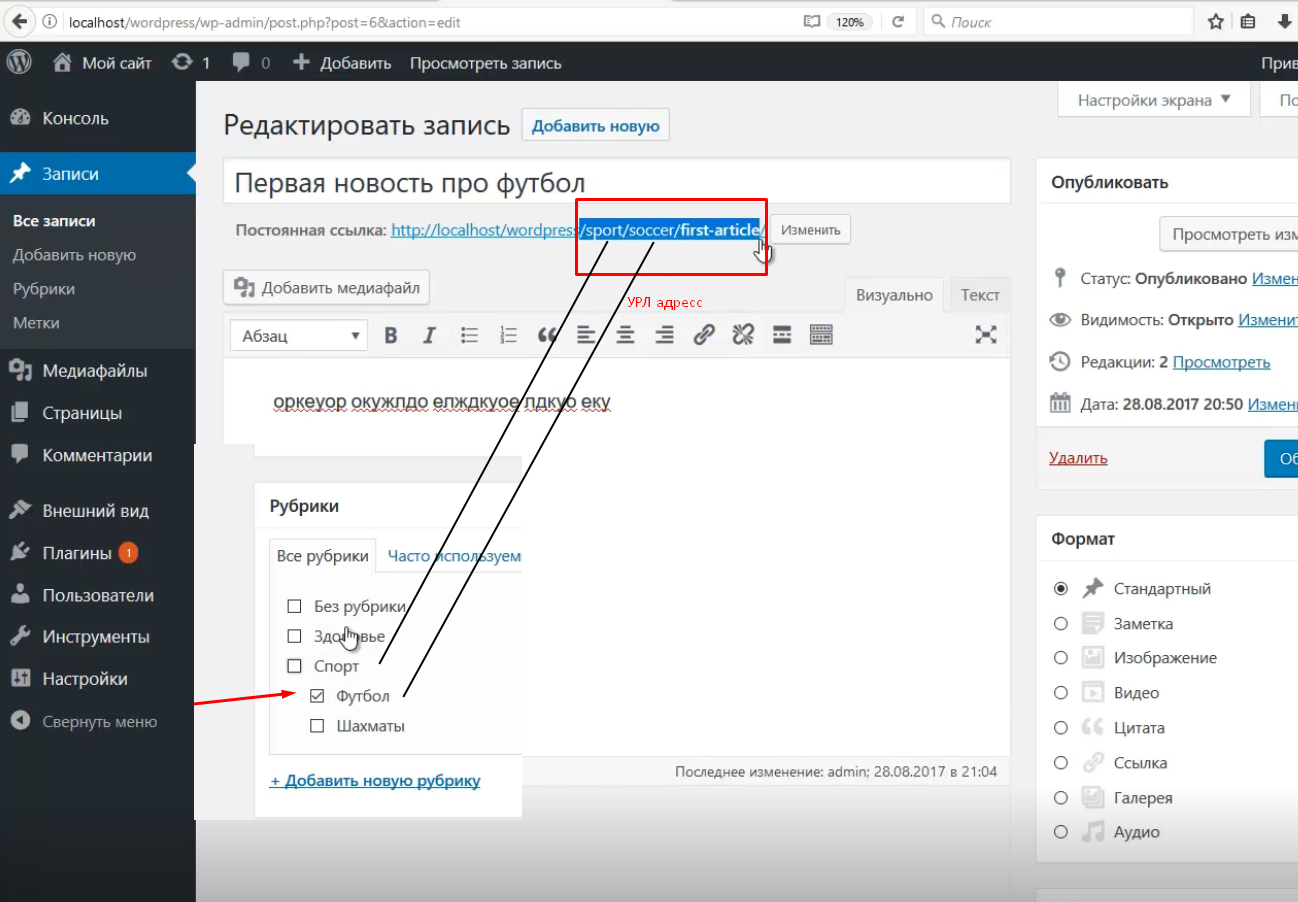 localhost/wordpress/wp-admin/post.php?post=6&action=edit
120%
Поиск
Мой сайт
1
0
Добавить
Просмотреть запись
Консоль
Записи
Все записи
Добавить новую
Рубрики
Метки
Медиафайлы
Страницы
Комментарии
Внешний вид
Плагины 1
Пользователи
Инструменты
Настройки
Свернуть меню
Настройки экрана
Редактировать запись
Добавить новую
Первая новость про футбол
Постоянная ссылка: http://localhost/wordpress/sport/soccer/first-article/
Изменить
УРЛ адресс
Добавить медиафайл
Визуально
Текст
Абзац
B I
оркеуор окужлдо елждкуое лдкуо еку
Рубрики
Все рубрики
Часто используем
Без рубрики
Здоровье
Спорт
Футбол
Шахматы
+ Добавить новую рубрику
Последнее изменение: admin; 28.08.2017 в 21:04
Опубликовать
Просмотреть изм
Статус: Опубликовано Измен
Видимость: Открыто Изменит
Редакции: 2 Просмотреть
Дата: 28.08.2017 20:50 Измен
Удалить
Об
Формат
Стандартный
Заметка
Изображение
Видео
Цитата
Ссылка
Галерея
Аудио